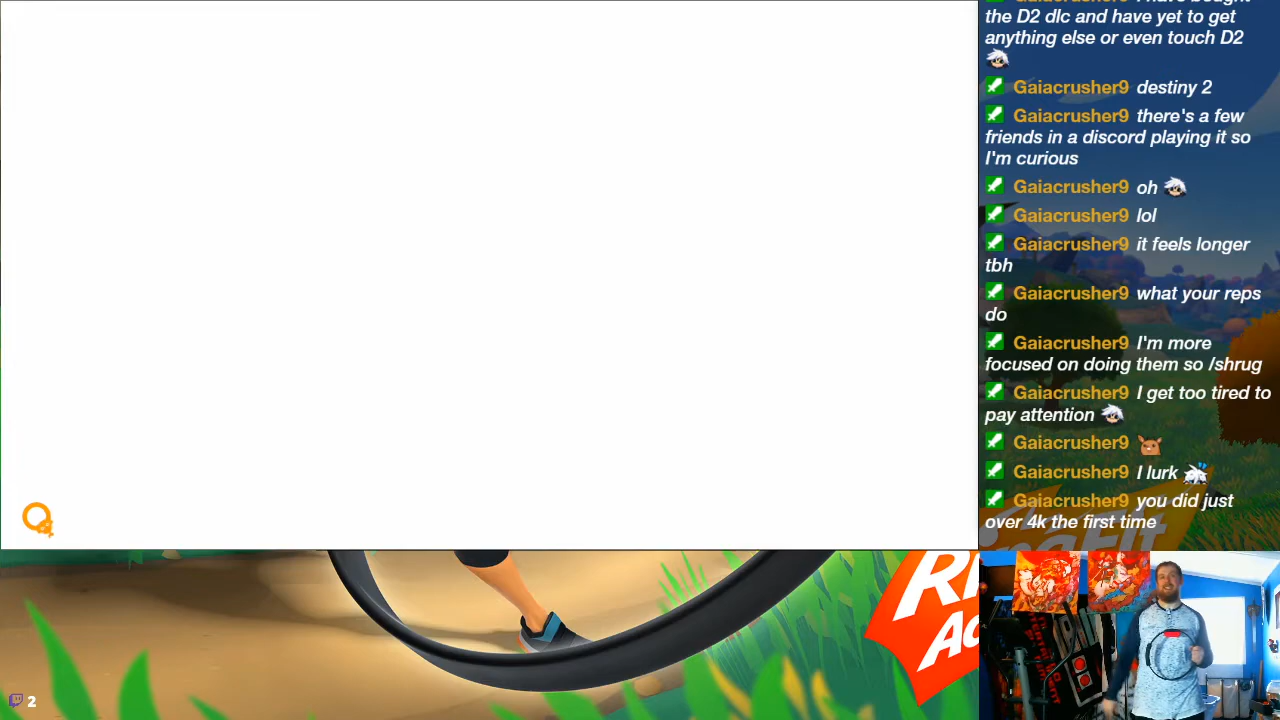 the D2 dlc and have yet to get
anything else or even touch D2
Gaiacrusher9 destiny 2
Gaiacrusher9 there's a few
friends in a discord playing it so
I'm curious
Gaiacrusher9 oh
Gaiacrusher9 lol
Gaiacrusher9 it feels longer
tbh
Gaiacrusher9 what your reps
do
Gaiacrusher9 I'm more
focused on doing them so /shrug
Gaiacrusher9 I get too tired to
pay attention
Gaiacrusher9
Gaiacrusher9 I lurk
Gaiacrusher9 you did just
over 4k the first time
2